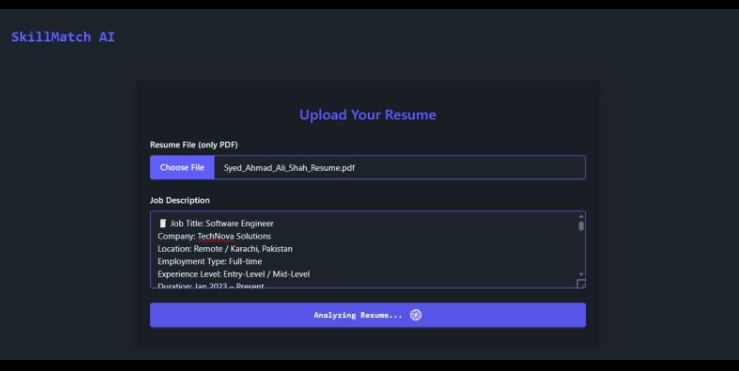 SkillMatch AI
Upload Your Resume
Resume File (only PDF)
Choose File Syed_Ahmad_Ali_Shah_Resume.pdf
Job Description
🧾 Job Title: Software Engineer
Company: TechNova Solutions
Location: Remote / Karachi, Pakistan
Employment Type: Full-time
Experience Level: Entry-Level / Mid-Level
Duration: Jan 2023 – Present
Analyzing Resume...